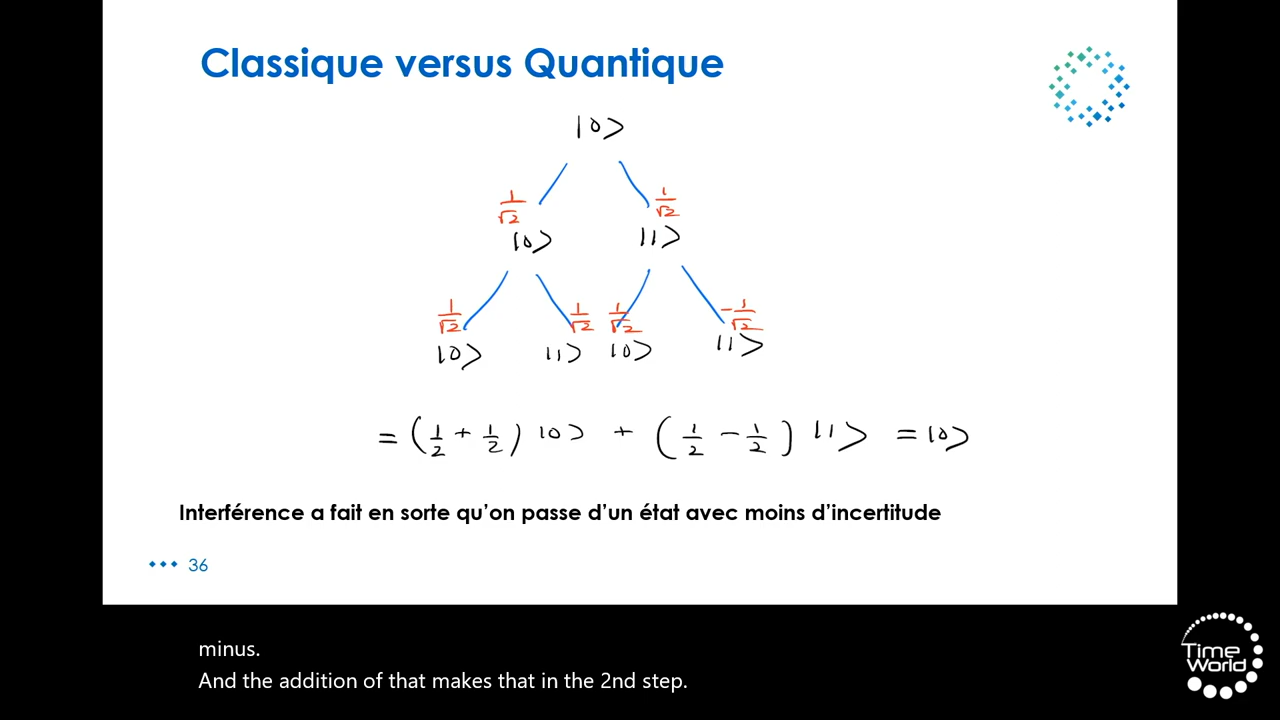 Classique versus Quantique
|0>
1/√2 1/√2
|0> |1>
1/√2 1/√2 1/√2 -1/√2
|0> |1> |0> |1>
= (1/2 + 1/2) |0> + (1/2 - 1/2) |1> = |0>
Interférence a fait en sorte qu'on passe d'un état avec moins d'incertitude
36
minus.
And the addition of that makes that in the 2nd step.
Time
World